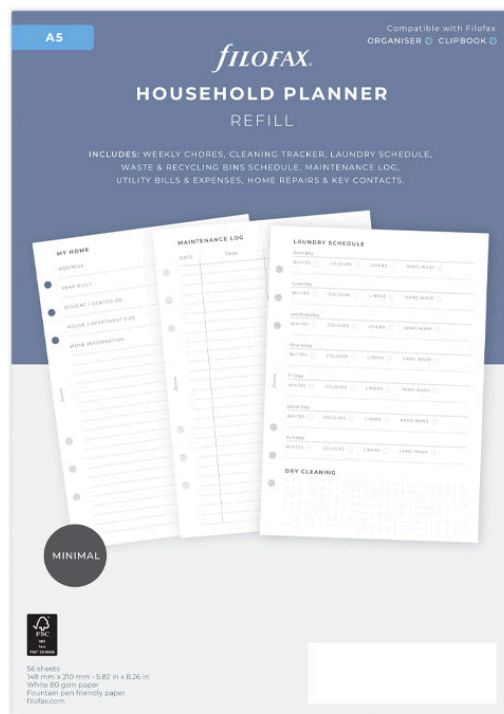 A5
Compatible with Filofax
ORGANISER CLIPBOOK
FILOFAX.
HOUSEHOLD PLANNER
REFILL
INCLUDES: WEEKLY CHORES, CLEANING TRACKER, LAUNDRY SCHEDULE,
WASTE & RECYCLING BINS SCHEDULE, MAINTENANCE LOG,
UTILITY BILLS & EXPENSES, HOME REPAIRS & KEY CONTACTS.
MY HOME
ADDRESS
YEAR BUILT
BOUGHT / RENTED ON
HOUSE / APARTMENT SIZE
MORE INFORMATION
filofax
MAINTENANCE LOG
DATE TASK
filofax
LAUNDRY SCHEDULE
monday
WHITES COLOURS LINENS HAND WASH
tuesday
WHITES COLOURS LINENS HAND WASH
wednesday
WHITES COLOURS LINENS HAND WASH
thursday
WHITES COLOURS LINENS HAND WASH
friday
WHITES COLOURS LINENS HAND WASH
saturday
WHITES COLOURS LINENS HAND WASH
sunday
WHITES COLOURS LINENS HAND WASH
DRY CLEANING
filofax
MINIMAL
FSC
56 sheets
148 mm x 210 mm - 5.82 in x 8.26 in
White 80 gsm paper
Fountain pen friendly paper
filofax.com